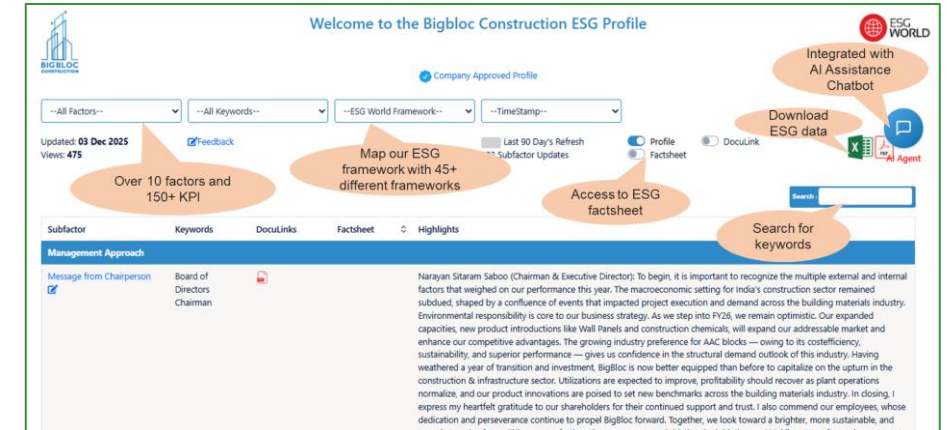 Welcome to the Bigbloc Construction ESG Profile
BIGBLOC
CONSTRUCTION
ESG
WORLD
Company Approved Profile
Integrated with
AI Assistance
Chatbot
--All Factors--
--All Keywords--
--ESG World Framework--
--TimeStamp--
Download
ESG data
Updated: 03 Dec 2025
Feedback
Last 90 Day's Refresh
Profile
DocuLink
Views: 475
Subfactor Updates
Factsheet
PDF
AI Agent
Over 10 factors and
150+ KPI
Map our ESG
framework with 45+
different frameworks
Access to ESG
factsheet
Search :
Search for
keywords
Subfactor Keywords DocuLinks Factsheet Highlights
Management Approach
Message from Chairperson
Board of
Directors
Chairman
Narayan Sitaram Saboo (Chairman & Executive Director): To begin, it is important to recognize the multiple external and internal
factors that weighed on our performance this year. The macroeconomic setting for India's construction sector remained
subdued, shaped by a confluence of events that impacted project execution and demand across the building materials industry.
Environmental responsibility is core to our business strategy. As we step into FY26, we remain optimistic. Our expanded
capacities, new product introductions like Wall Panels and construction chemicals, will expand our addressable market and
enhance our competitive advantages. The growing industry preference for AAC blocks — owing to its costefficiency,
sustainability, and superior performance — gives us confidence in the structural demand outlook of this industry. Having
weathered a year of transition and investment, BigBloc is now better equipped than before to capitalize on the upturn in the
construction & infrastructure sector. Utilizations are expected to improve, profitability should recover as plant operations
normalize, and our product innovations are poised to set new benchmarks across the building materials industry. In closing, I
express my heartfelt gratitude to our shareholders for their continued support and trust. I also commend our employees, whose
dedication and perseverance continue to propel BigBloc forward. Together, we look toward a brighter, more sustainable, and